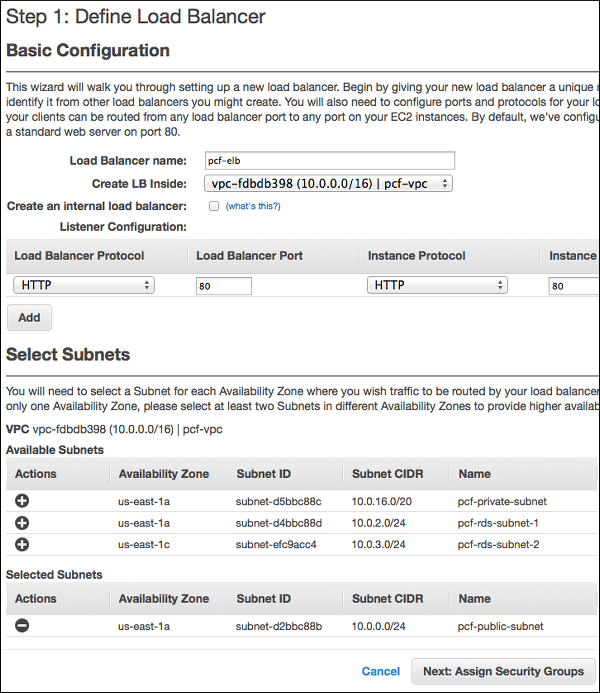 Step 1: Define Load Balancer
Basic Configuration
This wizard will walk you through setting up a new load balancer. Begin by giving your new load balancer a unique
identify it from other load balancers you might create. You will also need to configure ports and protocols for your
your clients can be routed from any load balancer port to any port on your EC2 instances. By default, we've
a standard web server on port 80.
Load Balancer name: pcf-elb
Create LB Inside: vpc-fdbdb398 (10.0.0.0/16) | pcf-vpc
Create an internal load balancer: (what's this?)
Listener Configuration:
Load Balancer Protocol Load Balancer Port Instance Protocol Instance
HTTP 80 HTTP 80
Add
Select Subnets
You will need to select a Subnet for each Availability Zone where you wish traffic to be routed by your load
only one Availability Zone, please select at least two Subnets in different Availability Zones to provide higher
VPC vpc-fdbdb398 (10.0.0.0/16) | pcf-vpc
Available Subnets
Actions Availability Zone Subnet ID Subnet CIDR Name
us-east-1a subnet-d5bbc88c 10.0.16.0/20 pcf-private-subnet
us-east-1a subnet-d4bbc88d 10.0.2.0/24 pcf-rds-subnet-1
us-east-1c subnet-efc9acc4 10.0.3.0/24 pcf-rds-subnet-2
Selected Subnets
Actions Availability Zone Subnet ID Subnet CIDR Name
us-east-1a subnet-d2bbc88b 10.0.0.0/24 pcf-public-subnet
Cancel Next: Assign Security Groups